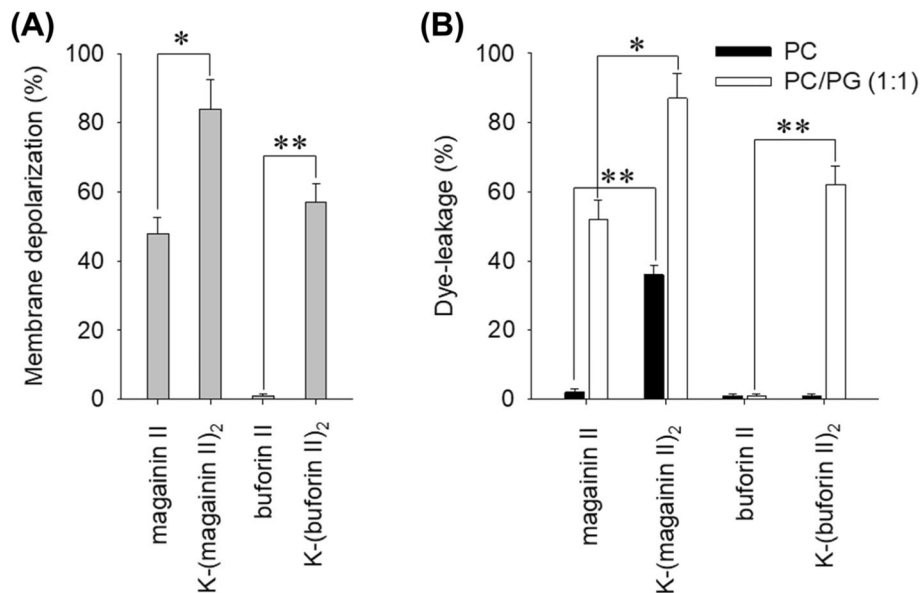 (A)
Membrane depolarization (%)
100
80
60
40
20
0
*
**
magainin II
K-(magainin II)2
buforin II
K-(buforin II)2
(B)
Dye-leakage (%)
100
80
60
40
20
0
PC
PC/PG (1:1)
*
**
**
magainin II
K-(magainin II)2
buforin II
K-(buforin II)2